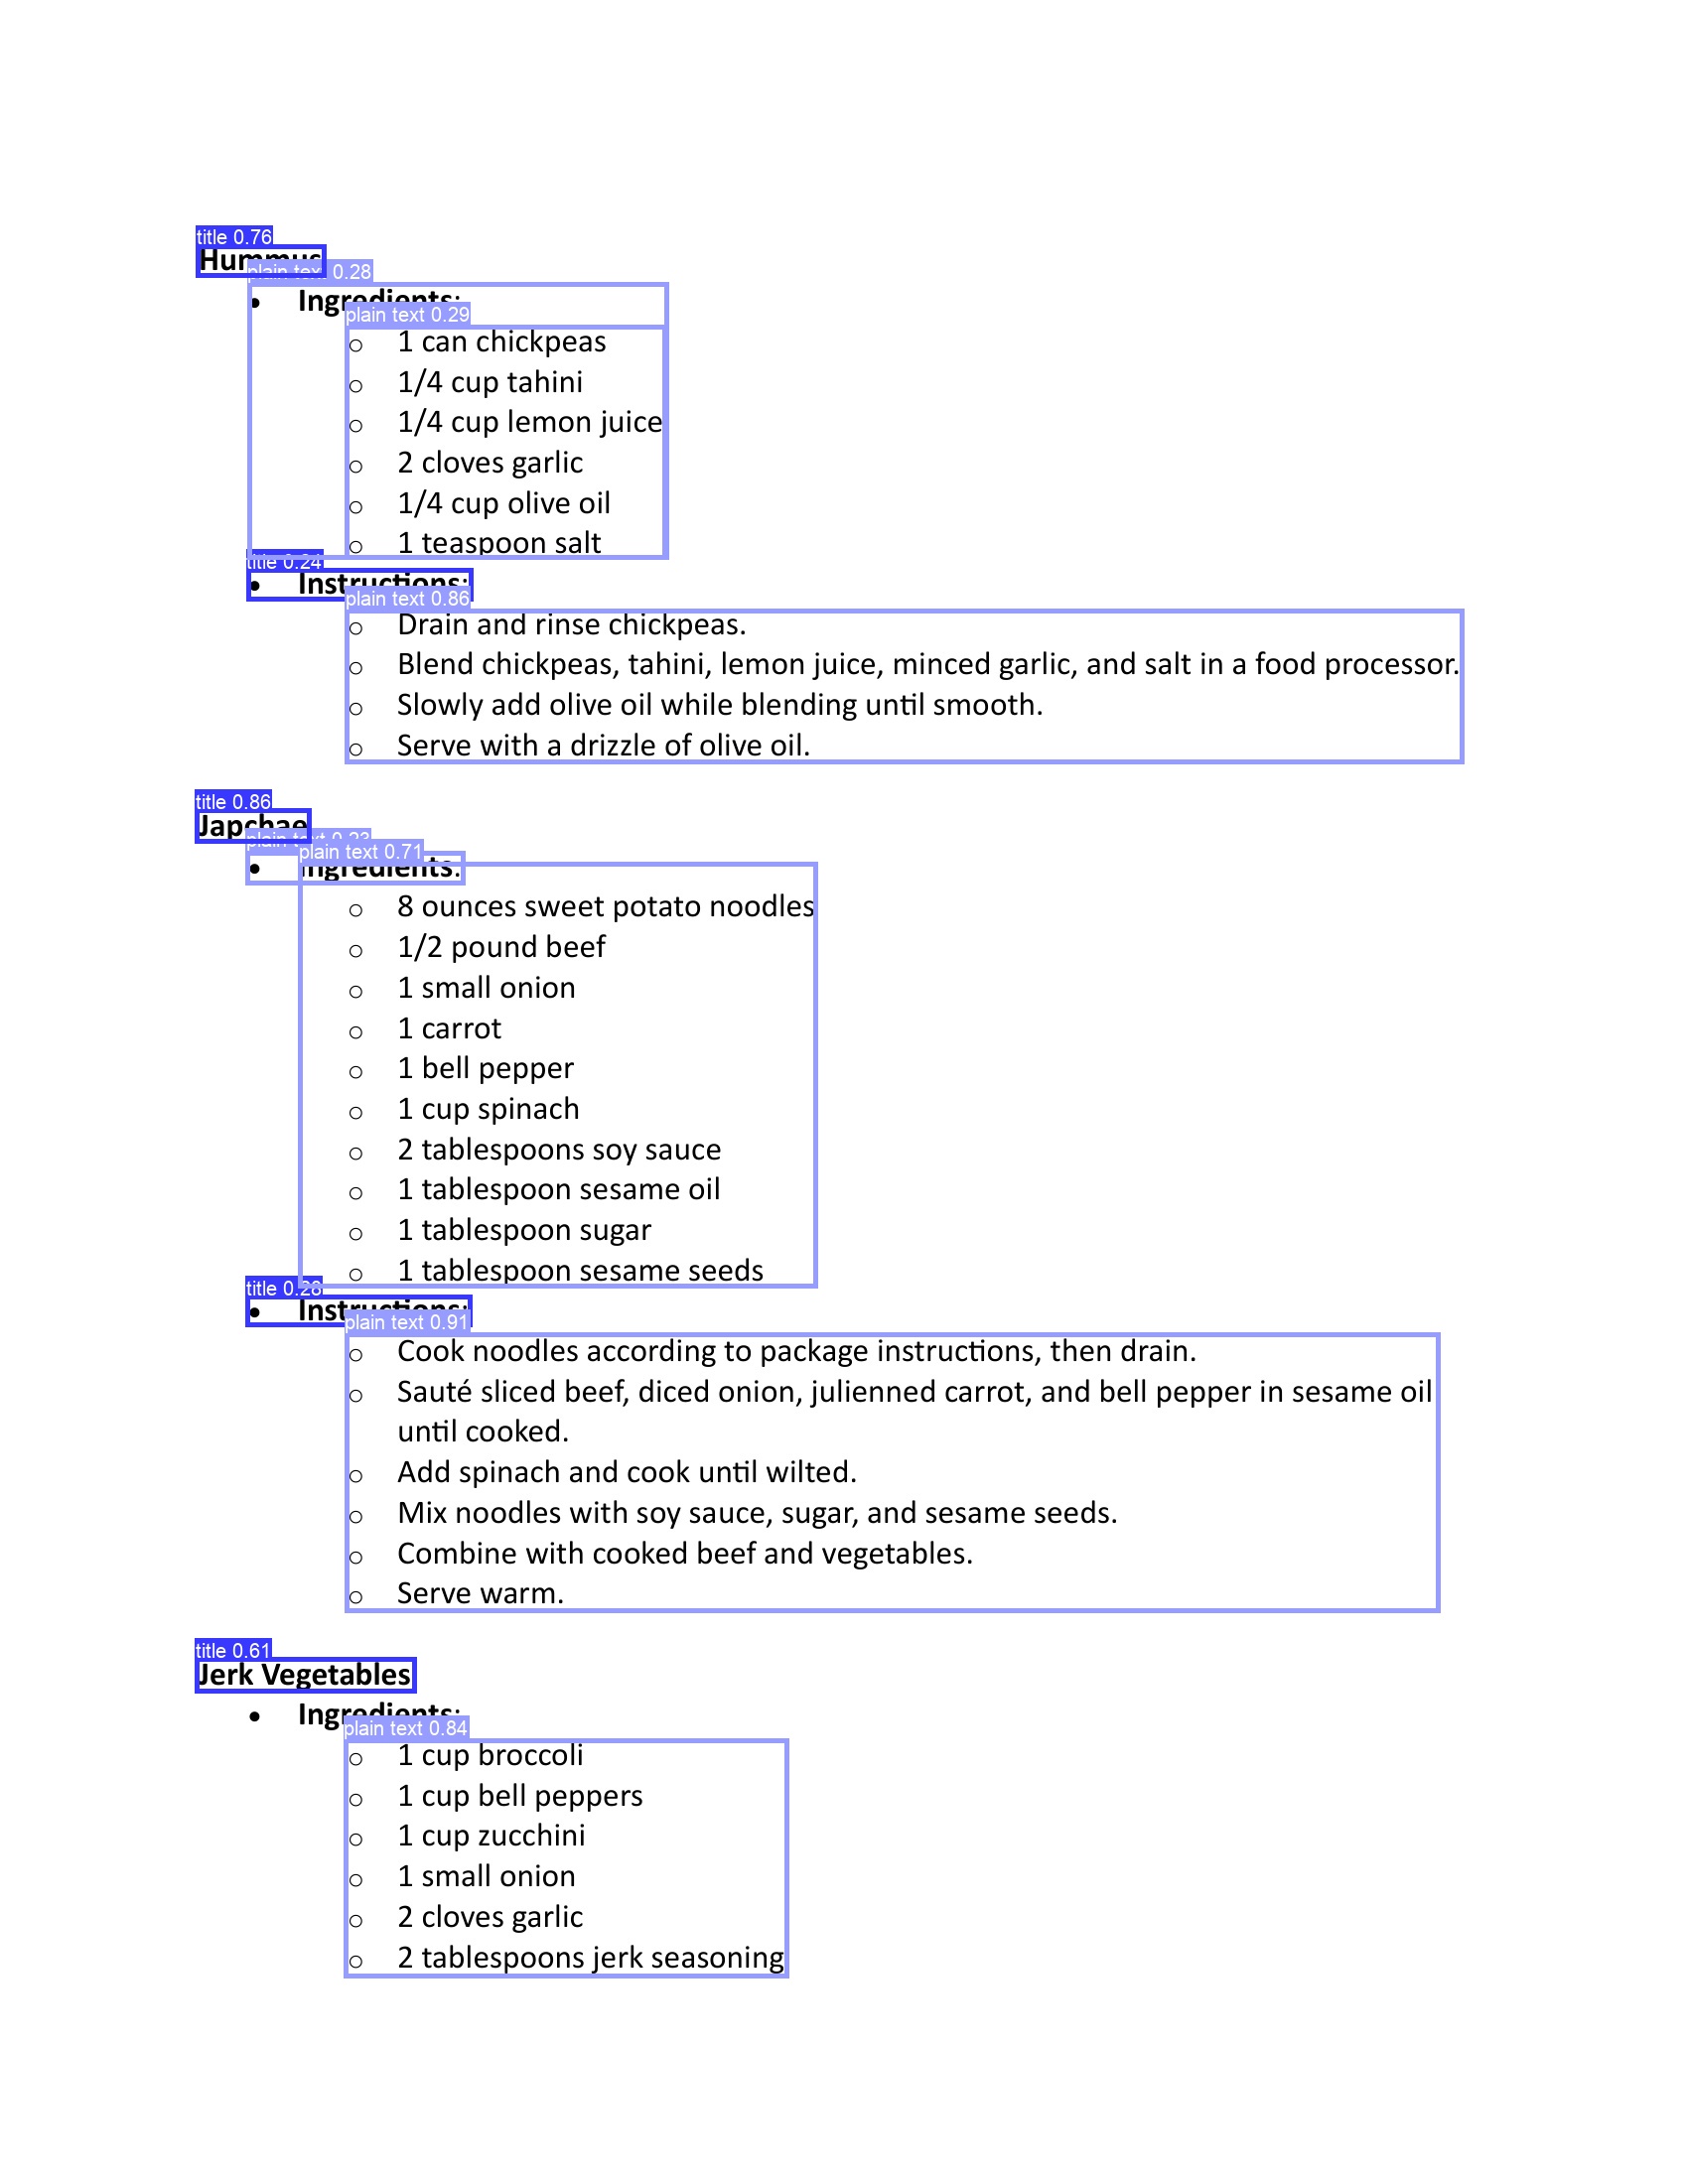 title 0.76
Hummus
plain text 0.28
• Ingredients:
plain text 0.29
○ 1 can chickpeas
○ 1/4 cup tahini
○ 1/4 cup lemon juice
○ 2 cloves garlic
○ 1/4 cup olive oil
○ 1 teaspoon salt
title 0.24
• Instructions:
plain text 0.86
○ Drain and rinse chickpeas.
○ Blend chickpeas, tahini, lemon juice, minced garlic, and salt in a food processor.
○ Slowly add olive oil while blending until smooth.
○ Serve with a drizzle of olive oil.
title 0.86
Japchae
plain text 0.23
plain text 0.71
• Ingredients:
○ 8 ounces sweet potato noodles
○ 1/2 pound beef
○ 1 small onion
○ 1 carrot
○ 1 bell pepper
○ 1 cup spinach
○ 2 tablespoons soy sauce
○ 1 tablespoon sesame oil
○ 1 tablespoon sugar
○ 1 tablespoon sesame seeds
title 0.28
• Instructions:
plain text 0.91
○ Cook noodles according to package instructions, then drain.
○ Sauté sliced beef, diced onion, julienned carrot, and bell pepper in sesame oil
until cooked.
○ Add spinach and cook until wilted.
○ Mix noodles with soy sauce, sugar, and sesame seeds.
○ Combine with cooked beef and vegetables.
○ Serve warm.
title 0.61
Jerk Vegetables
• Ingredients:
plain text 0.84
○ 1 cup broccoli
○ 1 cup bell peppers
○ 1 cup zucchini
○ 1 small onion
○ 2 cloves garlic
○ 2 tablespoons jerk seasoning